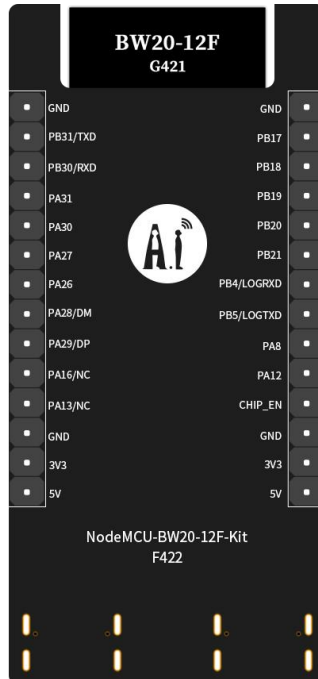 BW20-12F
G421
GND GND
PB31/TXD PB17
PB30/RXD PB18
PA31 PB19
PA30 PB20
PA27 PB21
PA26 PB4/LOGRXD
PA28/DM PB5/LOGTXD
PA29/DP PA8
PA16/NC PA12
PA13/NC CHIP_EN
GND GND
3V3 3V3
5V 5V
A.i
NodeMCU-BW20-12F-Kit
F422